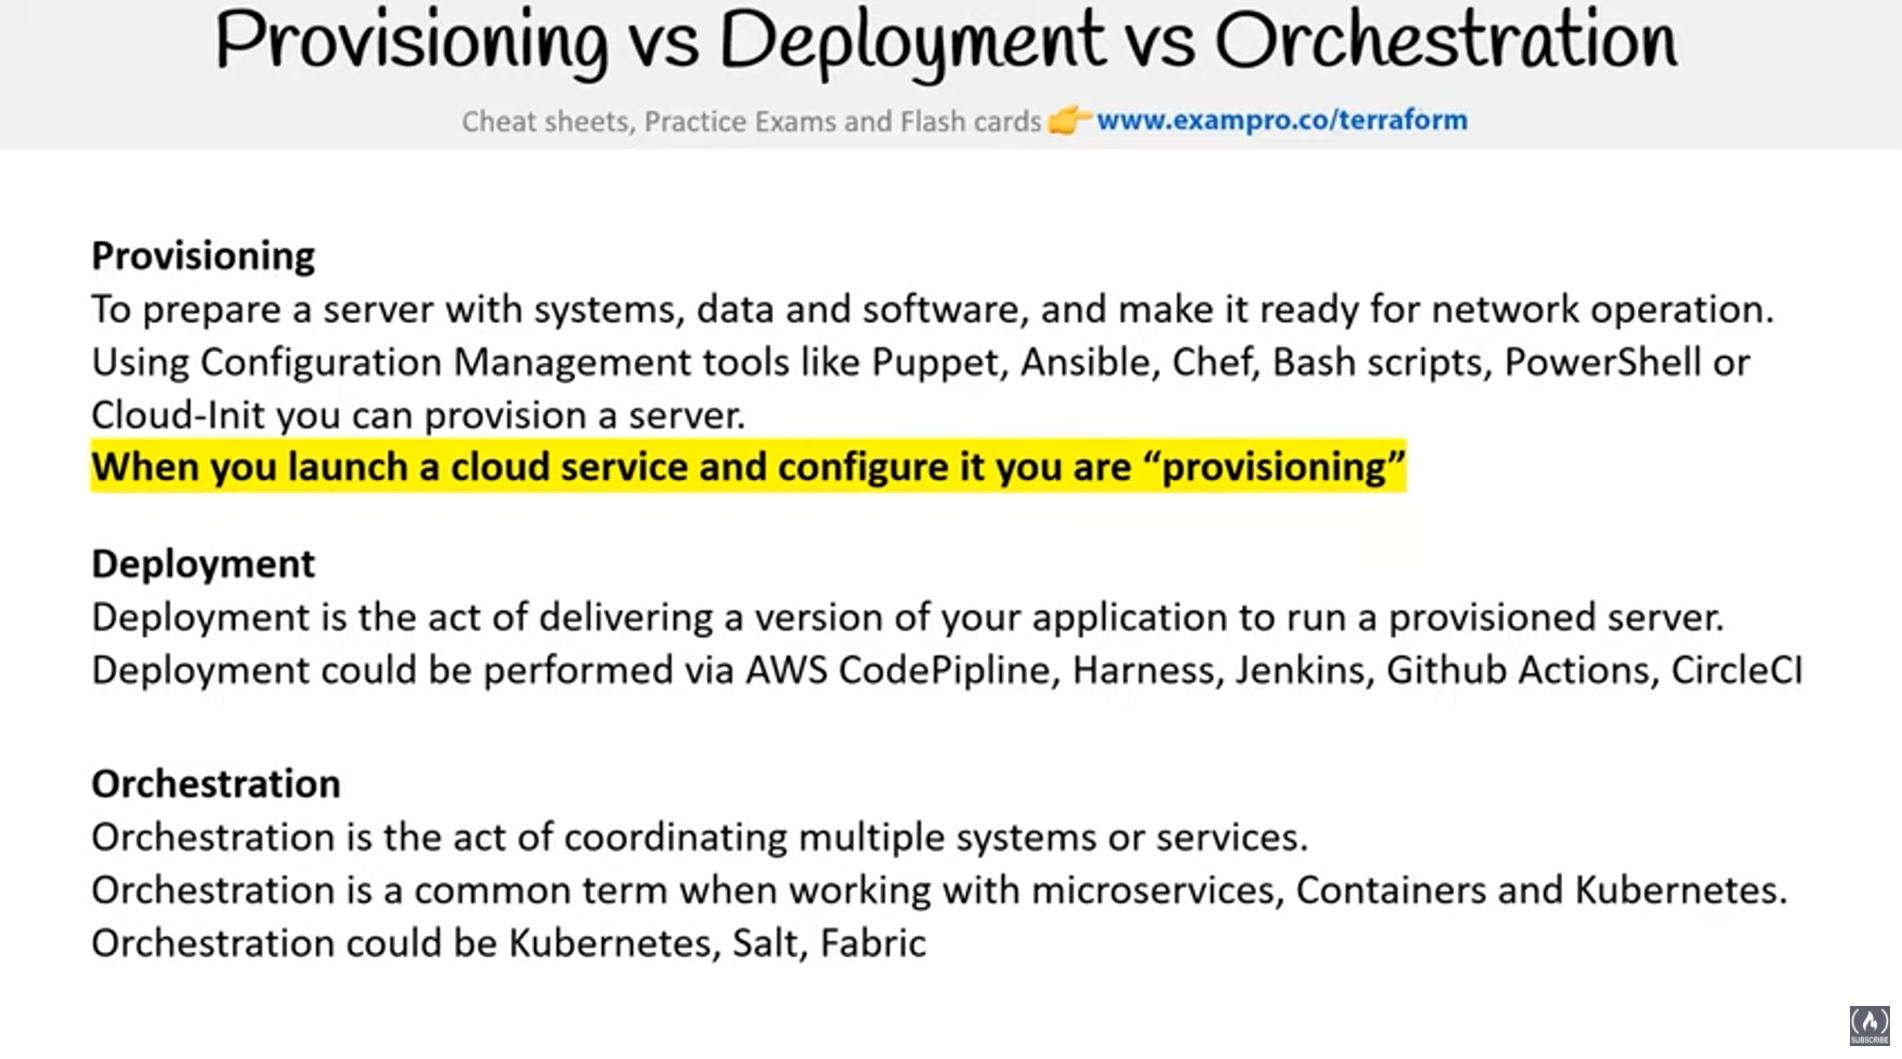 Provisioning vs Deployment vs Orchestration
Cheat sheets, Practice Exams and Flash cards 👉 www.exampro.co/terraform
Provisioning
To prepare a server with systems, data and software, and make it ready for network operation.
Using Configuration Management tools like Puppet, Ansible, Chef, Bash scripts, PowerShell or
Cloud-Init you can provision a server.
When you launch a cloud service and configure it you are “provisioning”
Deployment
Deployment is the act of delivering a version of your application to run a provisioned server.
Deployment could be performed via AWS CodePipline, Harness, Jenkins, Github Actions, CircleCI
Orchestration
Orchestration is the act of coordinating multiple systems or services.
Orchestration is a common term when working with microservices, Containers and Kubernetes.
Orchestration could be Kubernetes, Salt, Fabric
SUBSCRIBE